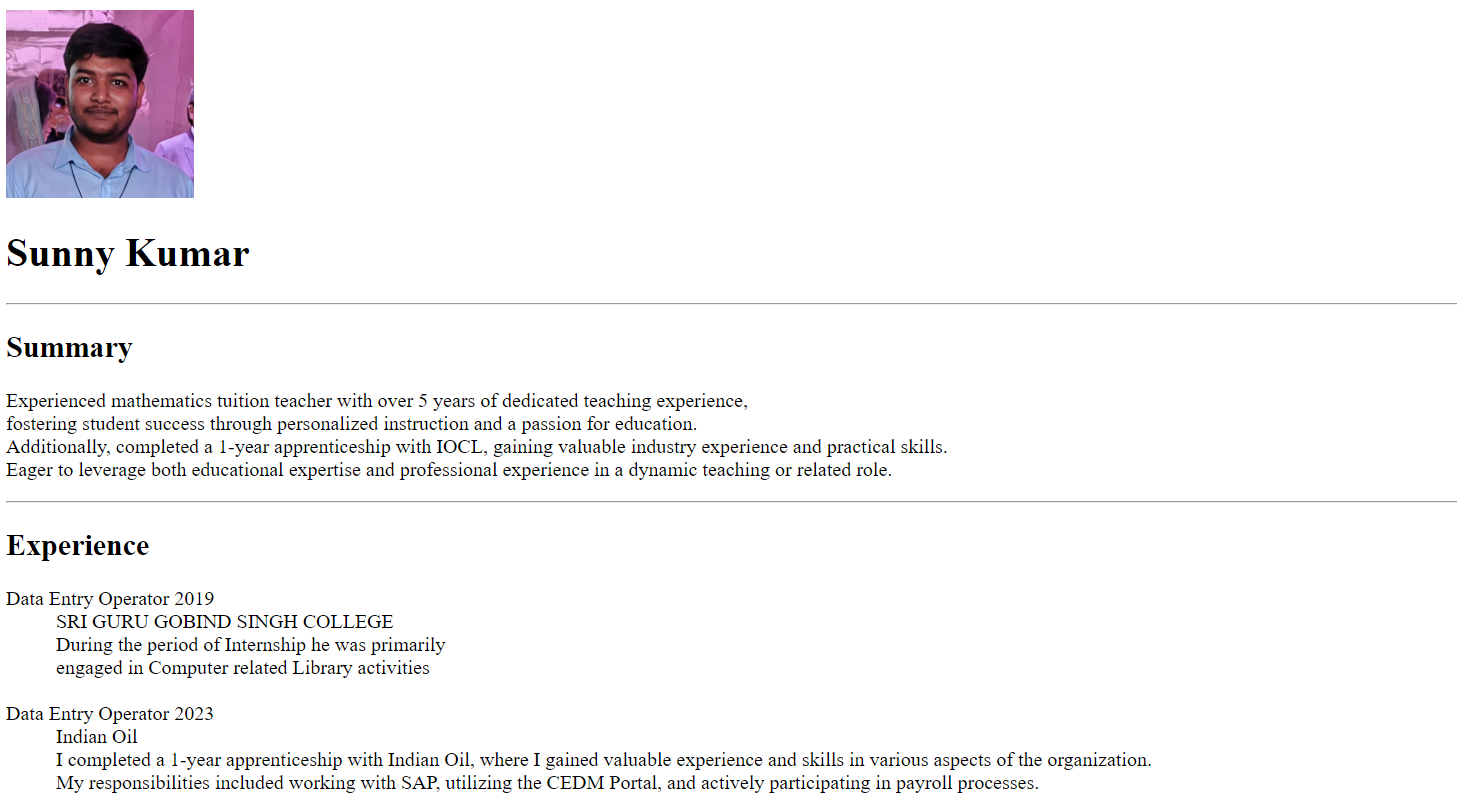 Sunny Kumar
Summary
Experienced mathematics tuition teacher with over 5 years of dedicated teaching experience,
fostering student success through personalized instruction and a passion for education.
Additionally, completed a 1-year apprenticeship with IOCL, gaining valuable industry experience and practical skills.
Eager to leverage both educational expertise and professional experience in a dynamic teaching or related role.
Experience
Data Entry Operator 2019
SRI GURU GOBIND SINGH COLLEGE
During the period of Internship he was primarily
engaged in Computer related Library activities
Data Entry Operator 2023
Indian Oil
I completed a 1-year apprenticeship with Indian Oil, where I gained valuable experience and skills in various aspects of the organization.
My responsibilities included working with SAP, utilizing the CEDM Portal, and actively participating in payroll processes.